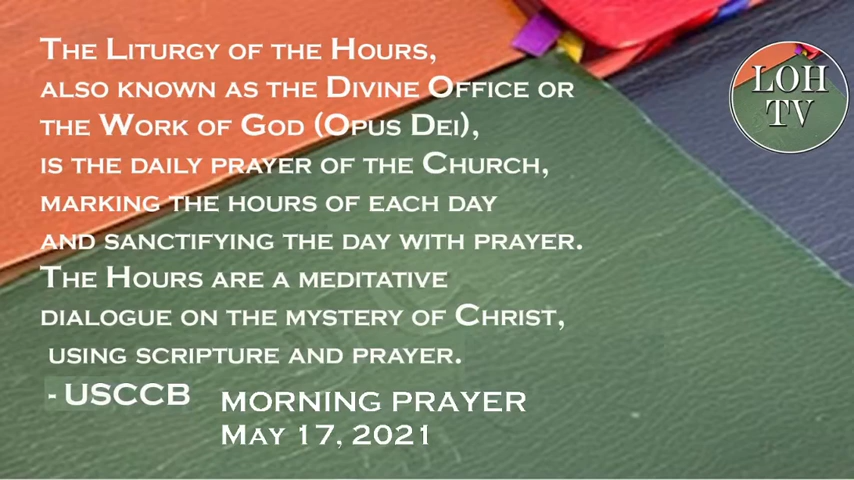 The Liturgy of the Hours,
also known as the Divine Office or
the Work of God (Opus Dei),
is the daily prayer of the Church,
marking the hours of each day
and sanctifying the day with prayer.
The Hours are a meditative
dialogue on the mystery of Christ,
using scripture and prayer.
- USCCB
MORNING PRAYER
May 17, 2021
LOH
TV